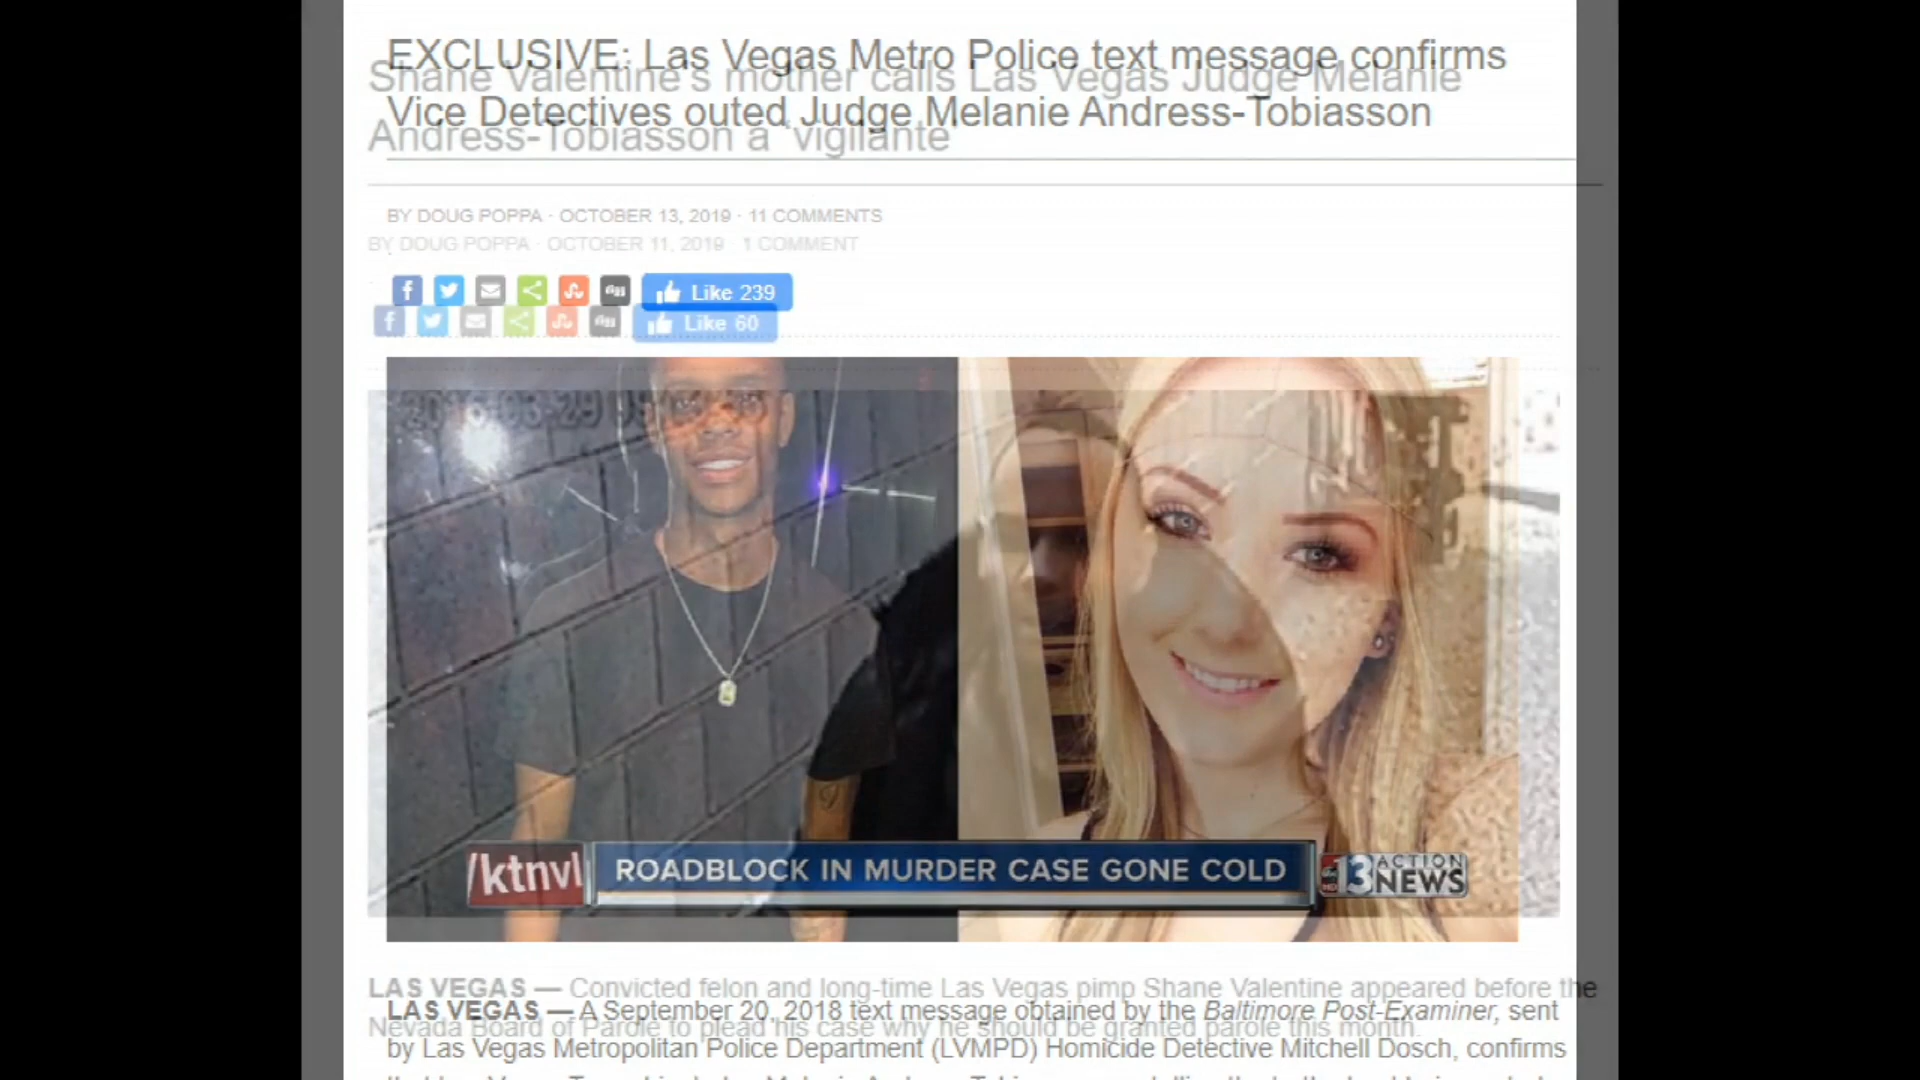 EXCLUSIVE: Las Vegas Metro Police text message confirms
Vice Detectives outed Judge Melanie Andress-Tobiasson
Shane Valentine's mother calls Las Vegas Judge Melanie
Andress-Tobiasson a 'vigilante'
BY DOUG POPPA · OCTOBER 13, 2019 · 11 COMMENTS
BY DOUG POPPA · OCTOBER 11, 2019 · 1 COMMENT
Like 239
Like 60
/ktnvl
ROADBLOCK IN MURDER CASE GONE COLD
abc HD 13 ACTION NEWS
LAS VEGAS — Convicted felon and long-time Las Vegas pimp Shane Valentine appeared before the
Nevada Board of Parole to plead his case why he should be granted parole this month.
LAS VEGAS — A September 20, 2018 text message obtained by the Baltimore Post-Examiner, sent
by Las Vegas Metropolitan Police Department (LVMPD) Homicide Detective Mitchell Dosch, confirms